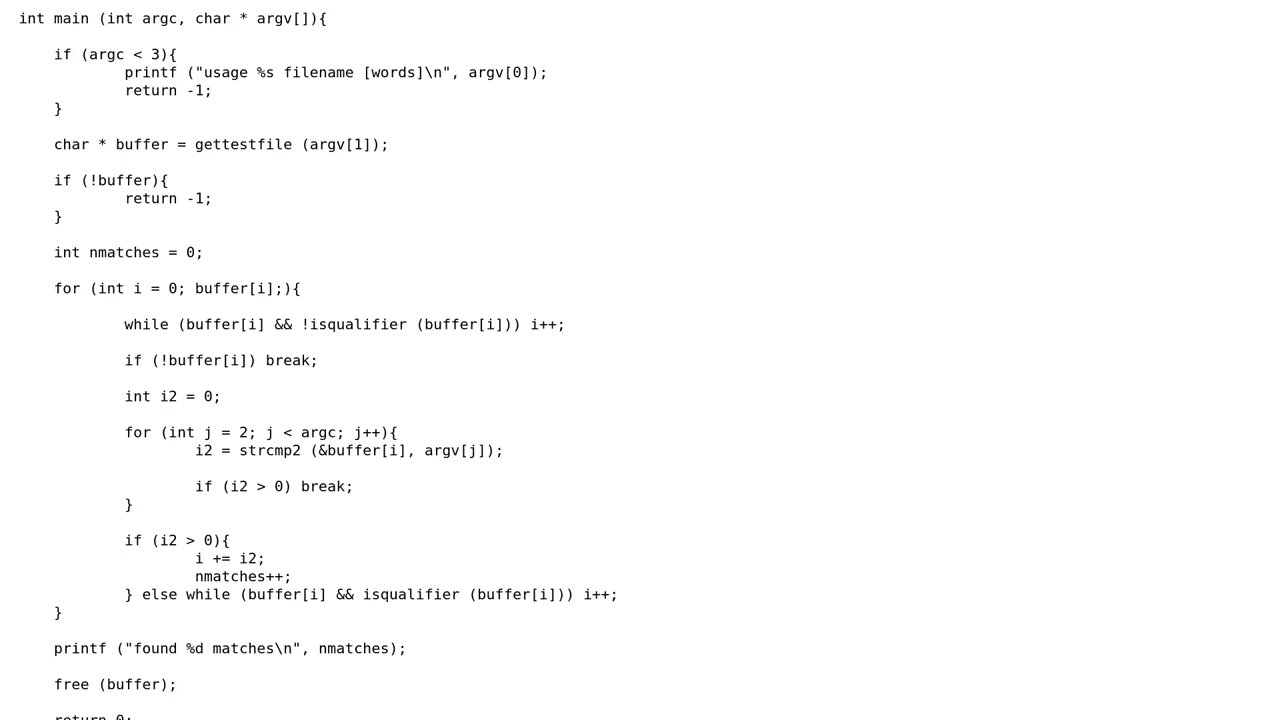 int main (int argc, char * argv[]){
if (argc < 3){
printf ("usage %s filename [words]\n", argv[0]);
return -1;
}
char * buffer = gettestfile (argv[1]);
if (!buffer){
return -1;
}
int nmatches = 0;
for (int i = 0; buffer[i];){
while (buffer[i] && !isqualifier (buffer[i])) i++;
if (!buffer[i]) break;
int i2 = 0;
for (int j = 2; j < argc; j++){
i2 = strcmp2 (&buffer[i], argv[j]);
if (i2 > 0) break;
}
if (i2 > 0){
i += i2;
nmatches++;
} else while (buffer[i] && isqualifier (buffer[i])) i++;
}
printf ("found %d matches\n", nmatches);
free (buffer);
return 0;